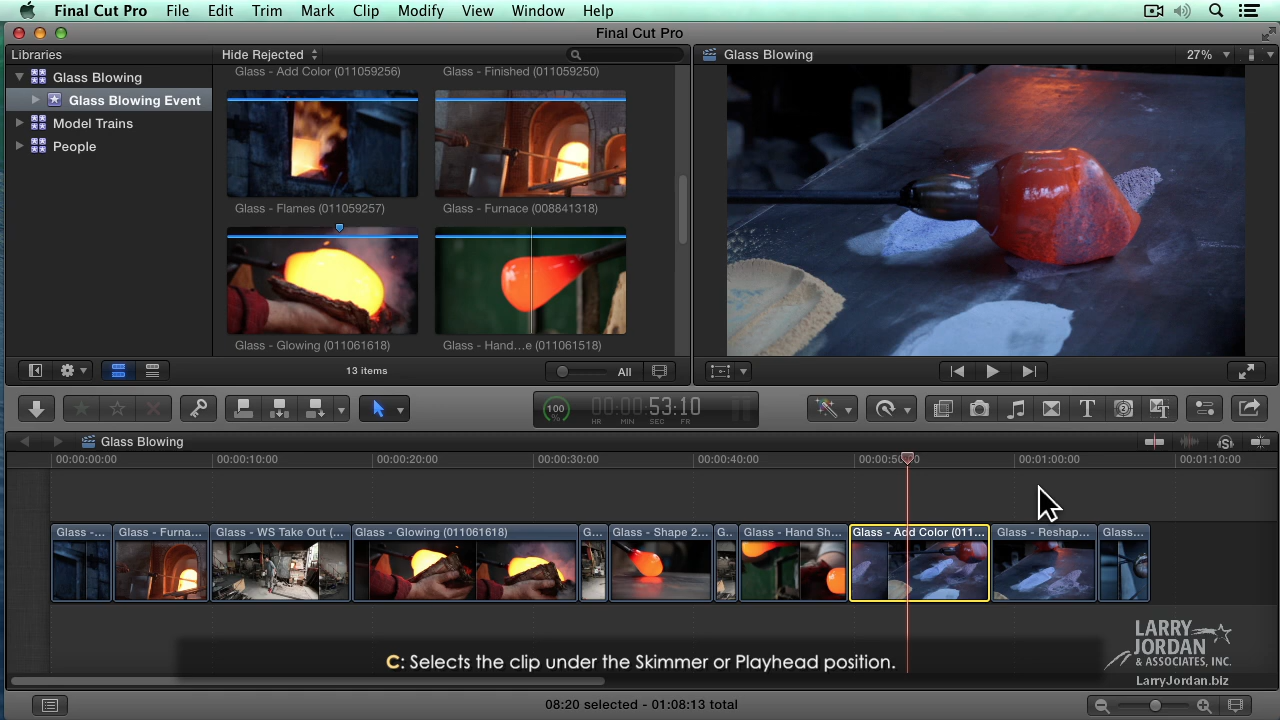 Final Cut Pro File Edit Trim Mark Clip Modify View Window Help
Final Cut Pro
Libraries
Hide Rejected
Glass Blowing
27%
Glass Blowing
Glass Blowing Event
Model Trains
People
Glass - Add Color (011059256)
Glass - Finished (011059250)
Glass - Flames (011059257)
Glass - Furnace (008841318)
Glass - Glowing (011061618)
Glass - Hand...e (011061518)
13 items
All
100
%
00:00:53:10
HR MIN SEC FR
Glass Blowing
00:00:00:00
00:00:10:00
00:00:20:00
00:00:30:00
00:00:40:00
00:01:00:00
00:01:10:00
Glass -...
Glass - Furna...
Glass - WS Take Out (...
Glass - Glowing (011061618)
G...
Glass - Shape 2...
G..
Glass - Hand Sh...
Glass - Add Color (011...
Glass - Reshap...
Glass...
C: Selects the clip under the Skimmer or Playhead position.
LARRY
JORDAN
& ASSOCIATES, INC.
LarryJordan.biz
08:20 selected - 01:08:13 total